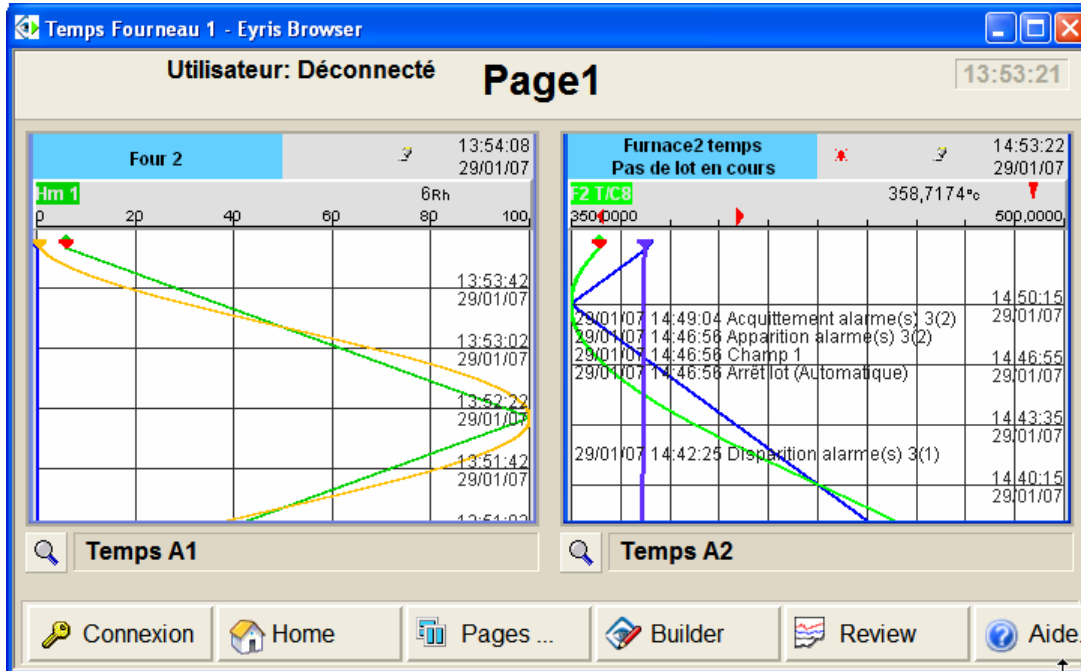 Temps Fourneau 1 - Eyris Browser
Utilisateur: Déconnecté
Page1
13:53:21
Four 2
13:54:08
29/01/07
Hm 1
6Rh
0 20 40 60 80 100
13:53:42
29/01/07
13:53:02
29/01/07
13:52:22
29/01/07
13:51:42
29/01/07
Temps A1
Furnace2 temps
Pas de lot en cours
14:53:22
29/01/07
F2 T/C8
358,7174°c
350,0000 500,0000
14:50:15
29/01/07
29/01/07 14:49:04 Acquittement alarme(s) 3(2)
29/01/07 14:46:56 Apparition alarme(s) 3(2)
29/01/07 14:46:56 Champ 1
29/01/07 14:46:56 Arrêt lot (Automatique)
14:46:55
29/01/07
14:43:35
29/01/07
29/01/07 14:42:25 Disparition alarme(s) 3(1)
14:40:15
29/01/07
Temps A2
Connexion
Home
Pages ...
Builder
Review
Aide.